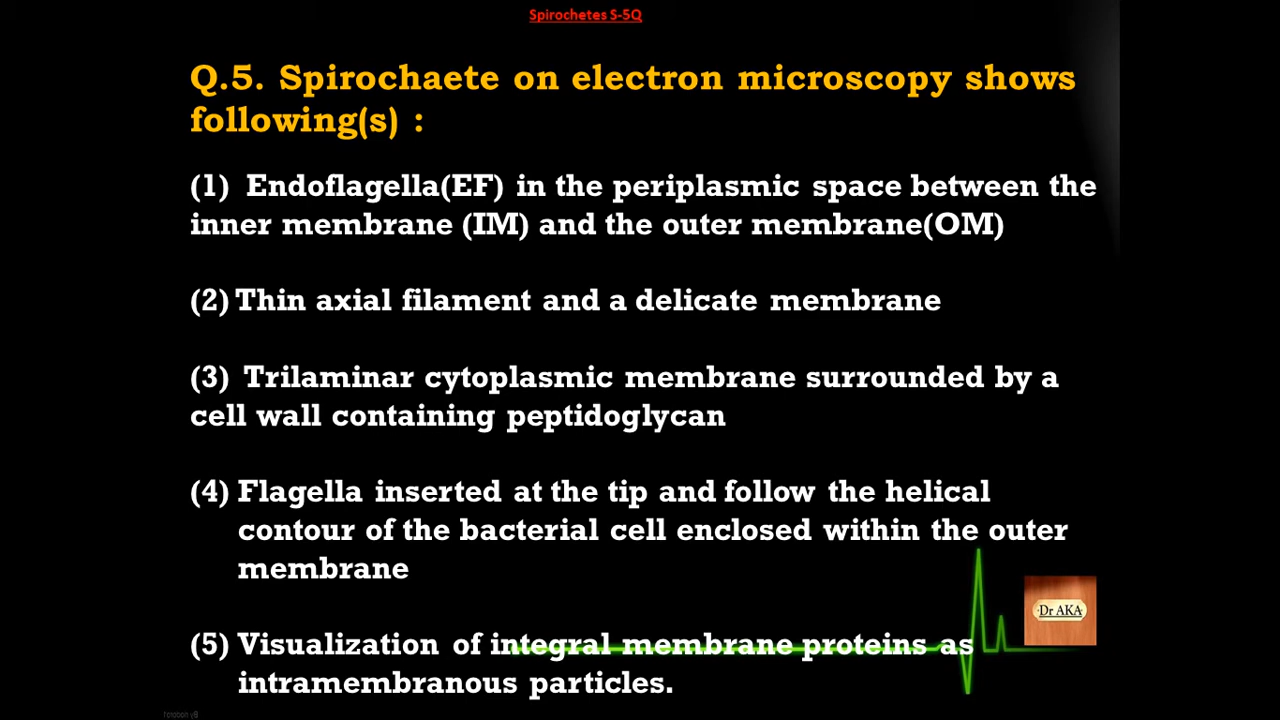 Spirochetes S-5Q
Q.5. Spirochaete on electron microscopy shows
following(s) :
(1) Endoflagella(EF) in the periplasmic space between the
inner membrane (IM) and the outer membrane(OM)
(2) Thin axial filament and a delicate membrane
(3) Trilaminar cytoplasmic membrane surrounded by a
cell wall containing peptidoglycan
(4) Flagella inserted at the tip and follow the helical
contour of the bacterial cell enclosed within the outer
membrane
Dr AKA
(5) Visualization of integral membrane proteins as
intramembranous particles.